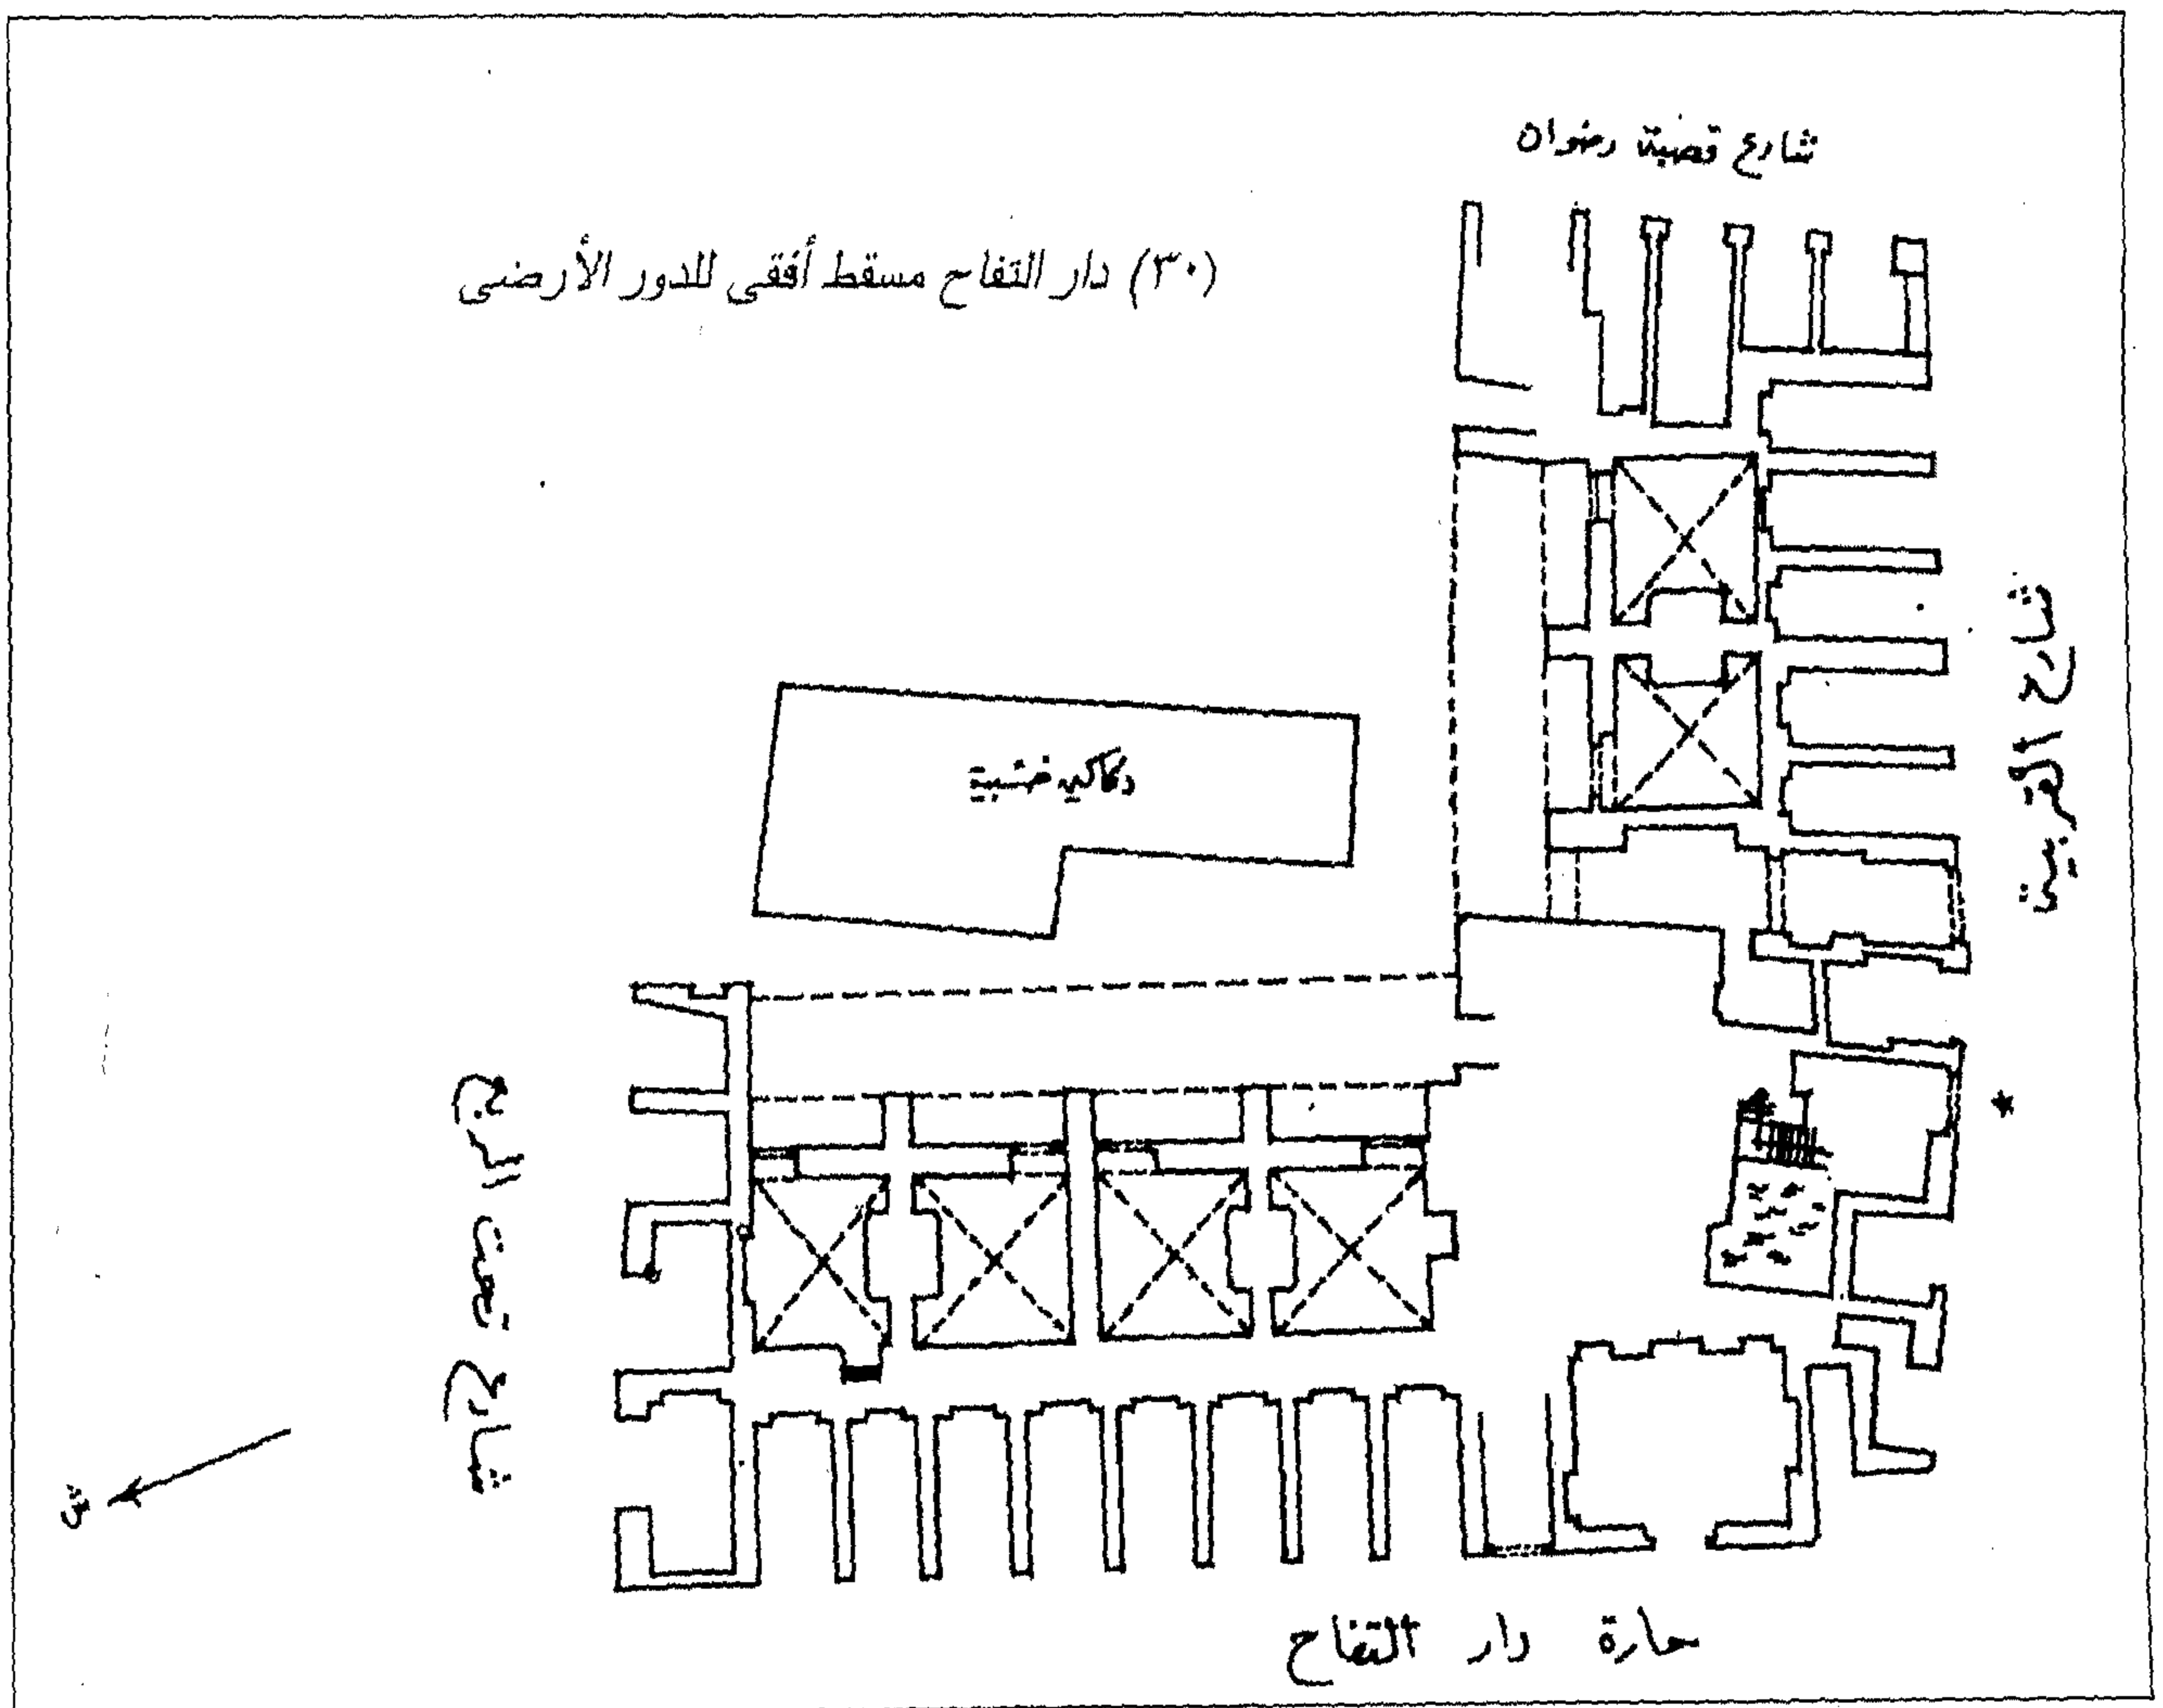 شارع قصبة رضوان
(٣٠) دار التفاح مسقط أفقى للدور الأرضى
دكاكين خشبية
شارع القربية
شارع تحت الربع
حارة دار التفاح
ش